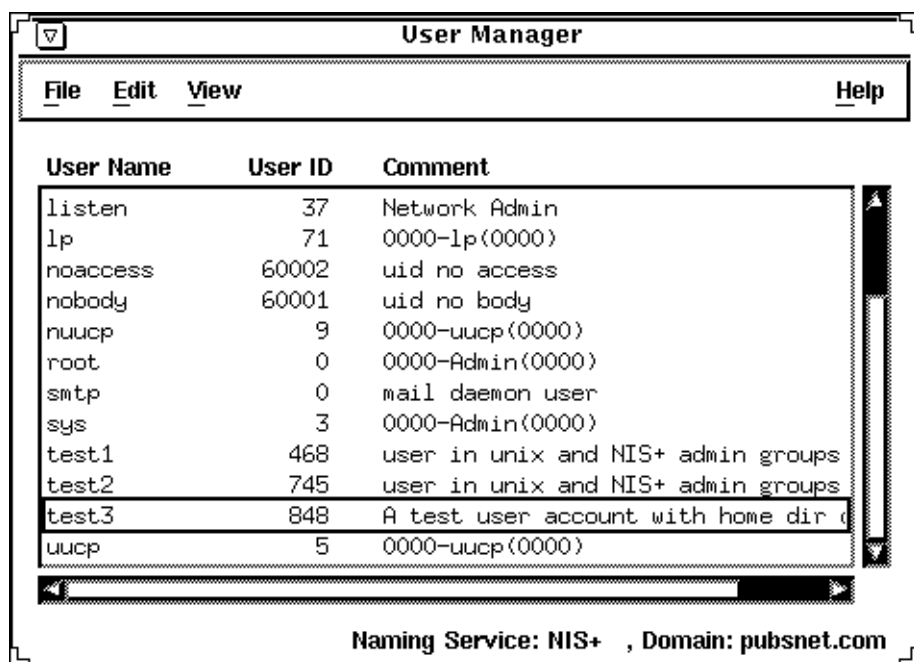 User Manager
File Edit View Help
User Name User ID Comment
listen 37 Network Admin
lp 71 0000-lp(0000)
noaccess 60002 uid no access
nobody 60001 uid no body
nuucp 9 0000-uucp(0000)
root 0 0000-Admin(0000)
smtp 0 mail daemon user
sys 3 0000-Admin(0000)
test1 468 user in unix and NIS+ admin groups
test2 745 user in unix and NIS+ admin groups
test3 848 A test user account with home dir
uucp 5 0000-uucp(0000)
Naming Service: NIS+ , Domain: pubsnet.com